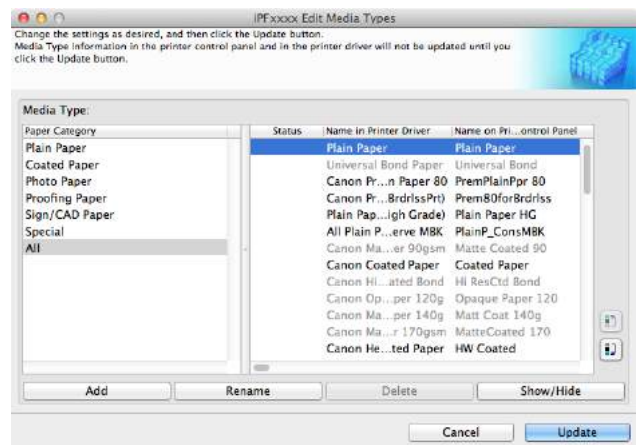 iPFxxxx Edit Media Types
Change the settings as desired, and then click the Update button.
Media Type information in the printer control panel and in the printer driver will not be updated until you
click the Update button.
Media Type:
Paper Category Status Name in Printer Driver Name on Pri...ontrol Panel
Plain Paper Plain Paper Plain Paper
Coated Paper Universal Bond Paper Universal Bond
Photo Paper Canon Pr...n Paper 80 PremPlainPpr 80
Proofing Paper Canon Pr...BrdrlssPrt) Prem80forBrdrlss
Sign/CAD Paper Plain Pap...igh Grade) Plain Paper HG
Special All Plain P...erve MBK PlainP_ConsMBK
All Canon Ma...er 90gsm Matte Coated 90
Canon Coated Paper Coated Paper
Canon Hi...ated Bond Hi ResCtd Bond
Canon Op...per 120g Opaque Paper 120
Canon Ma...per 140g Matt Coat 140g
Canon Ma...r 170gsm MatteCoated 170
Canon He...ted Paper HW Coated
Add Rename Delete Show/Hide
Cancel Update